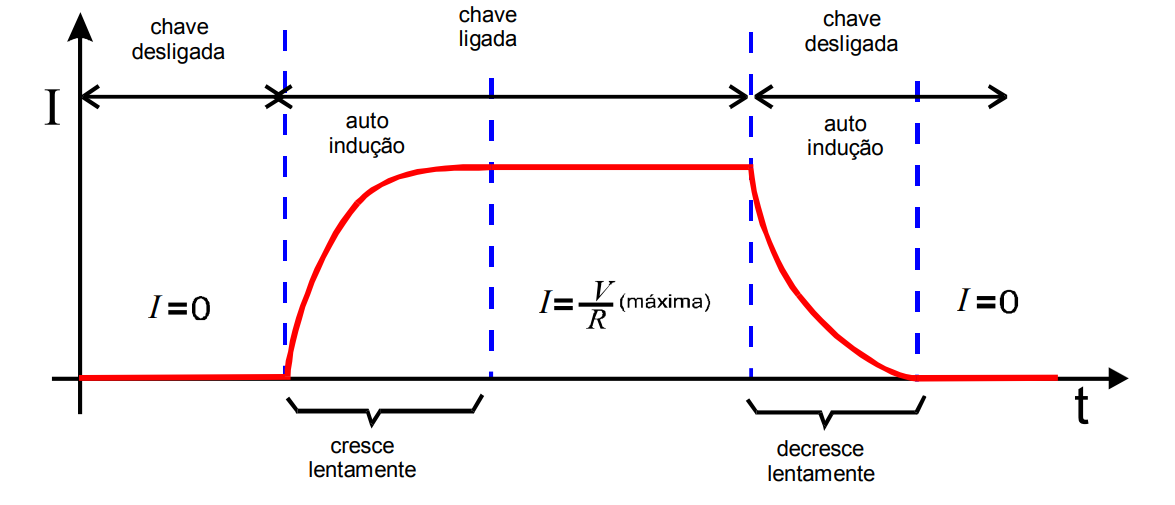 chave
desligada
chave
ligada
chave
desligada
I
auto
indução
auto
indução
I=0
I=V/R (máxima)
I=0
t
cresce
lentamente
decresce
lentamente